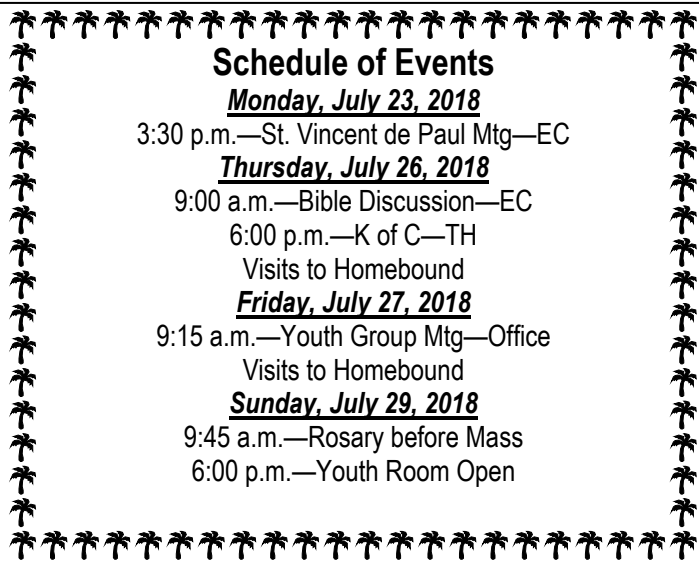 Schedule of Events
Monday, July 23, 2018
3:30 p.m.—St. Vincent de Paul Mtg—EC
Thursday, July 26, 2018
9:00 a.m.—Bible Discussion—EC
6:00 p.m.—K of C—TH
Visits to Homebound
Friday, July 27, 2018
9:15 a.m.—Youth Group Mtg—Office
Visits to Homebound
Sunday, July 29, 2018
9:45 a.m.—Rosary before Mass
6:00 p.m.—Youth Room Open